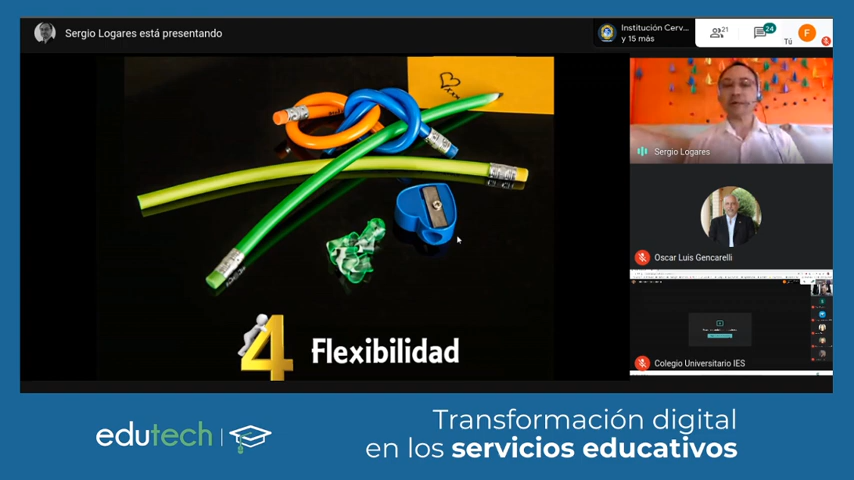 Sergio Logares está presentando
Institución Cerv...
y 15 más
21
24
Tú
F
Sergio Logares
Oscar Luis Gencarelli
Colegio Universitario IES
4 Flexibilidad
edutech
Transformación digital
en los servicios educativos